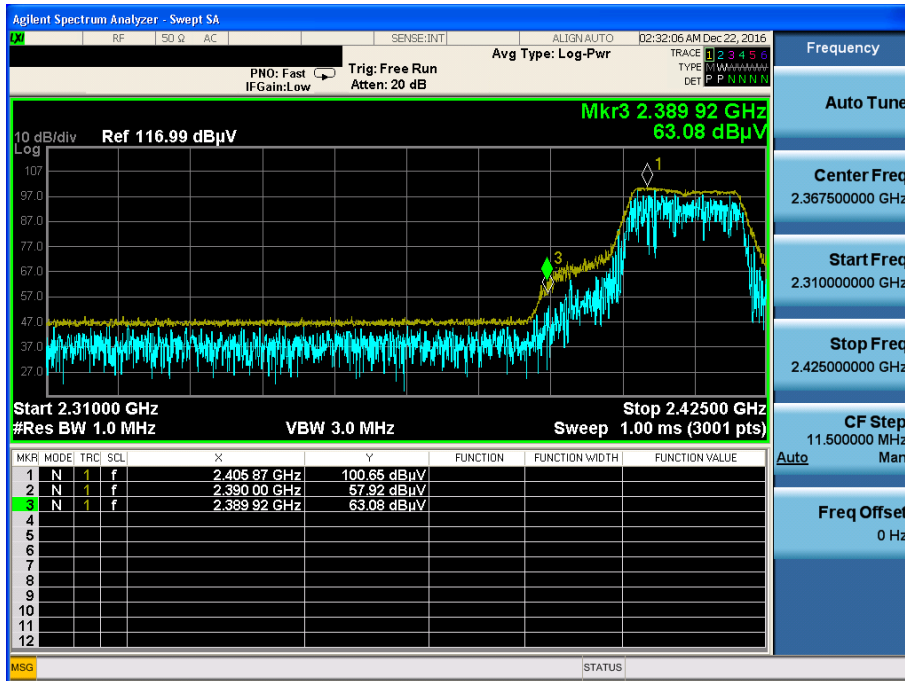 Agilent Spectrum Analyzer - Swept SA
LXI RF 50 Ω AC SENSE:INT ALIGN AUTO 02:32:06 AM Dec 22, 2016
Avg Type: Log-Pwr TRACE 1 2 3 4 5 6
PNO: Fast Trig: Free Run TYPE M W W W W W
IFGain:Low Atten: 20 dB DET P P N N N N
Mkr3 2.389 92 GHz
63.08 dBµV
10 dB/div Ref 116.99 dBµV
Log
107
97.0
87.0
77.0
67.0
57.0
47.0
37.0
27.0
1
3
Start 2.31000 GHz Stop 2.42500 GHz
#Res BW 1.0 MHz VBW 3.0 MHz Sweep 1.00 ms (3001 pts)
MKR MODE TRC SCL X Y FUNCTION FUNCTION WIDTH FUNCTION VALUE
1 N 1 f 2.405 87 GHz 100.65 dBµV
2 N 1 f 2.390 00 GHz 57.92 dBµV
3 N 1 f 2.389 92 GHz 63.08 dBµV
4
5
6
7
8
9
10
11
12
MSG STATUS
Frequency
Auto Tune
Center Freq
2.367500000 GHz
Start Freq
2.310000000 GHz
Stop Freq
2.425000000 GHz
CF Step
11.500000 MHz
Auto Man
Freq Offset
0 Hz